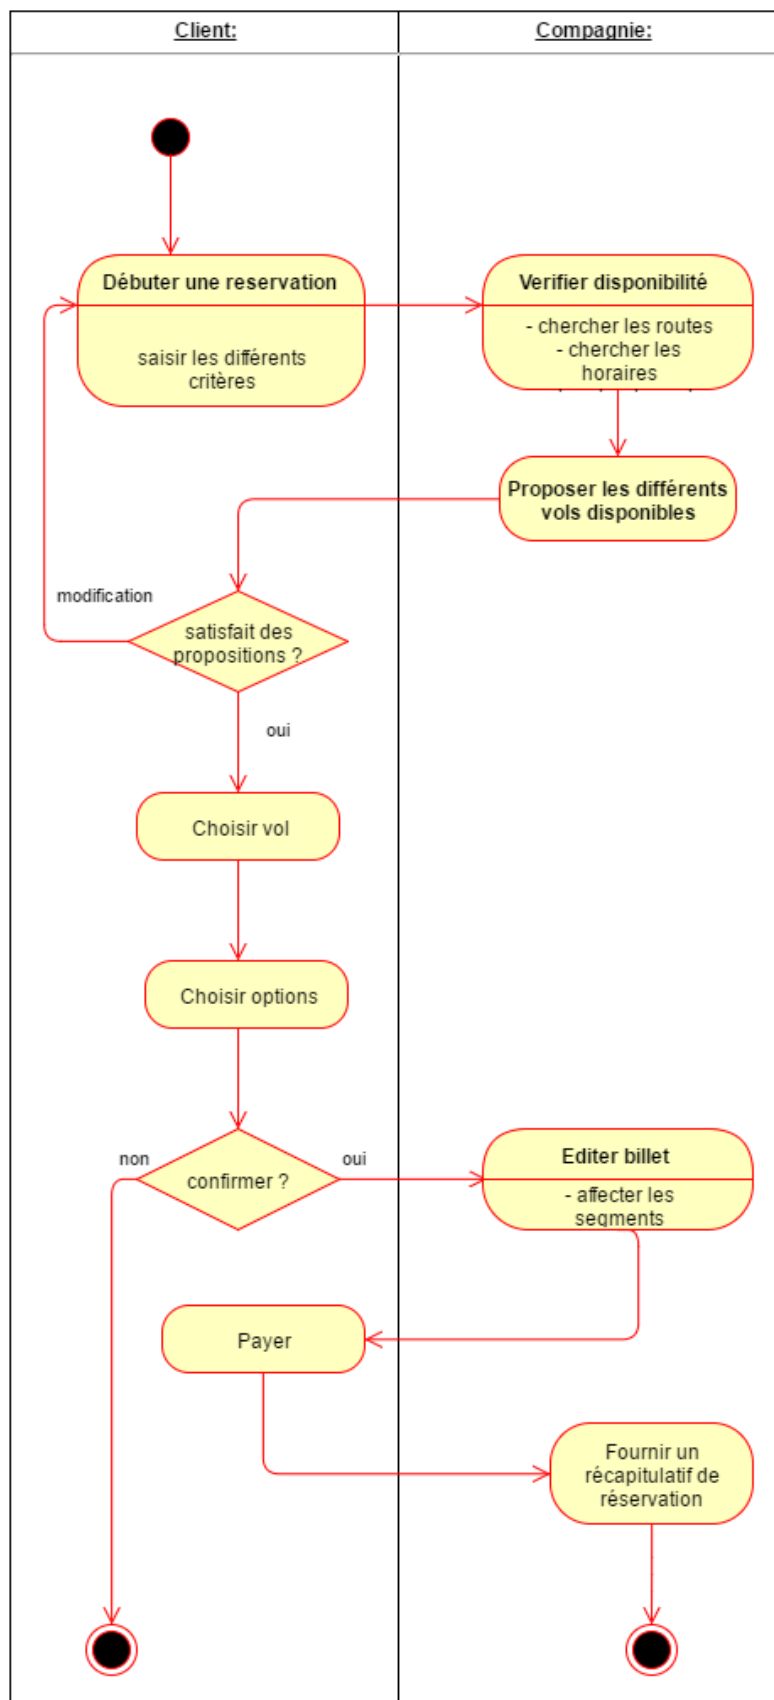 Client:
Compagnie:
Débuter une reservation
saisir les différents
critères
Verifier disponibilité
- chercher les routes
- chercher les
horaires
Proposer les différents
vols disponibles
modification
satisfait des
propositions ?
oui
Choisir vol
Choisir options
non
confirmer ?
oui
Editer billet
- affecter les
segments
Payer
Fournir un
récapitulatif de
réservation